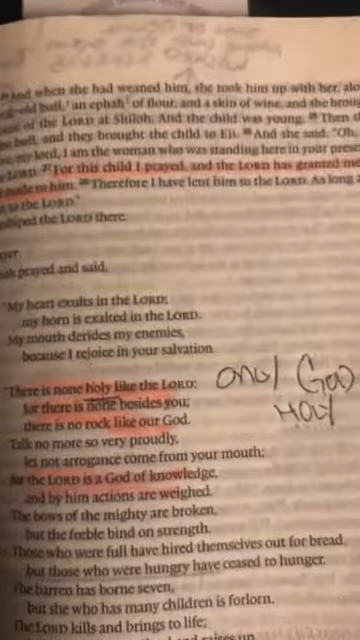 And when she had weaned him, she took him up with her, alo
old bull, an ephah of flour, and a skin of wine, and she brou
of the LORD at Shiloh. And the child was young. Then th
bull, and they brought the child to Eli. And she said, "Oh,
my lord, I am the woman who was standing here in your prese
LORD. 27 For this child I prayed, and the LORD has granted me
made to him. 28 Therefore I have lent him to the LORD. As long a
to the LORD."
the LORD there.
prayed and said,
"My heart exults in the LORD;
my horn is exalted in the LORD.
My mouth derides my enemies,
because I rejoice in your salvation.
"There is none holy like the LORD:
for there is none besides you;
there is no rock like our God.
Only God
Holy
Talk no more so very proudly,
let not arrogance come from your mouth;
for the LORD is a God of knowledge,
and by him actions are weighed.
The bows of the mighty are broken,
but the feeble bind on strength.
Those who were full have hired themselves out for bread,
but those who were hungry have ceased to hunger.
The barren has borne seven,
but she who has many children is forlorn.
The LORD kills and brings to life;